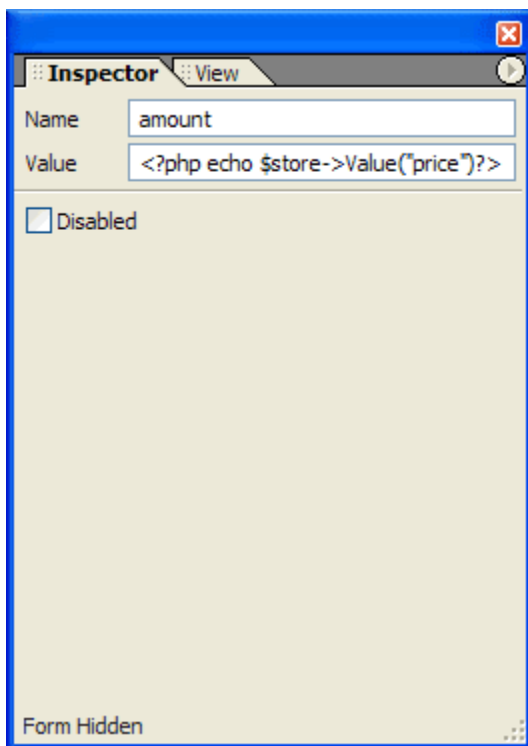 Inspector View
Name amount
Value <?php echo $store->Value("price")?>
Disabled
Form Hidden